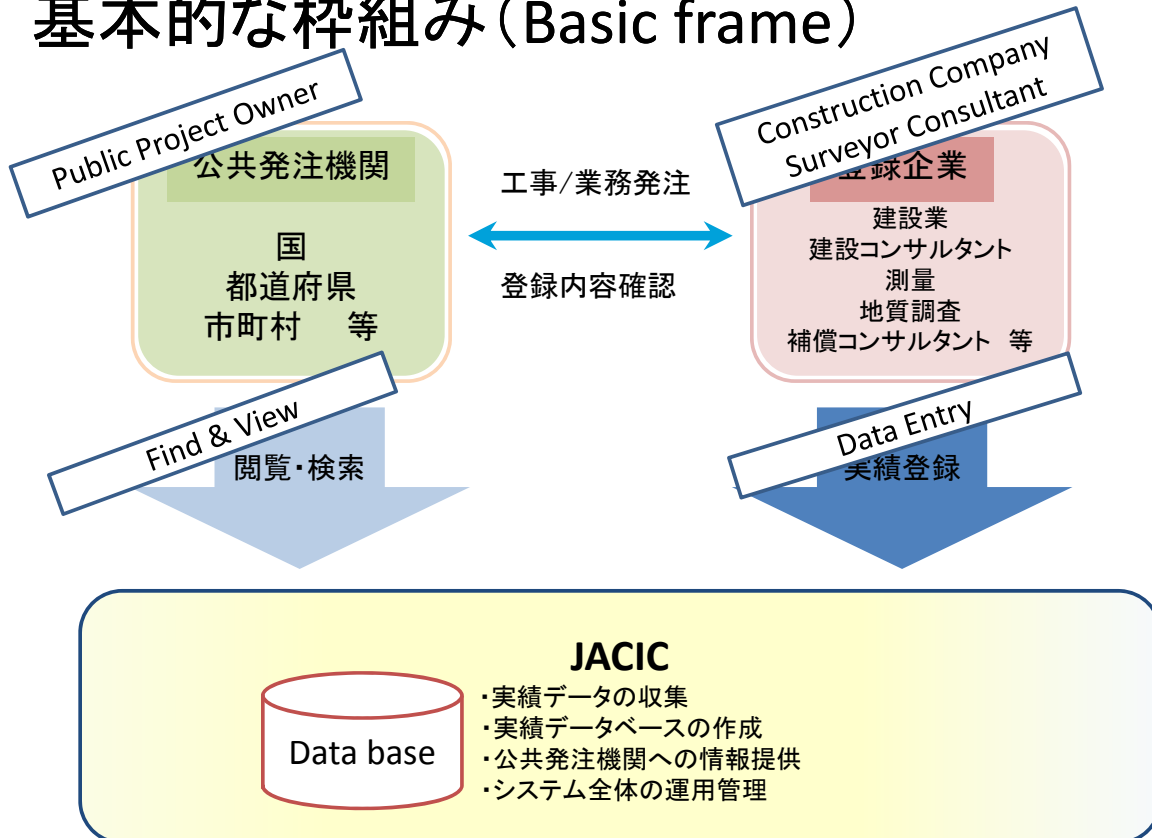 基本的な枠組み（Basic frame）
Public Project Owner
公共発注機関
国
都道府県
市町村　等
工事/業務発注
登録内容確認
Construction Company
Surveyor Consultant
登録企業
建設業
建設コンサルタント
測量
地質調査
補償コンサルタント　等
Find & View
閲覧・検索
Data Entry
実績登録
JACIC
Data base
・実績データの収集
・実績データベースの作成
・公共発注機関への情報提供
・システム全体の運用管理